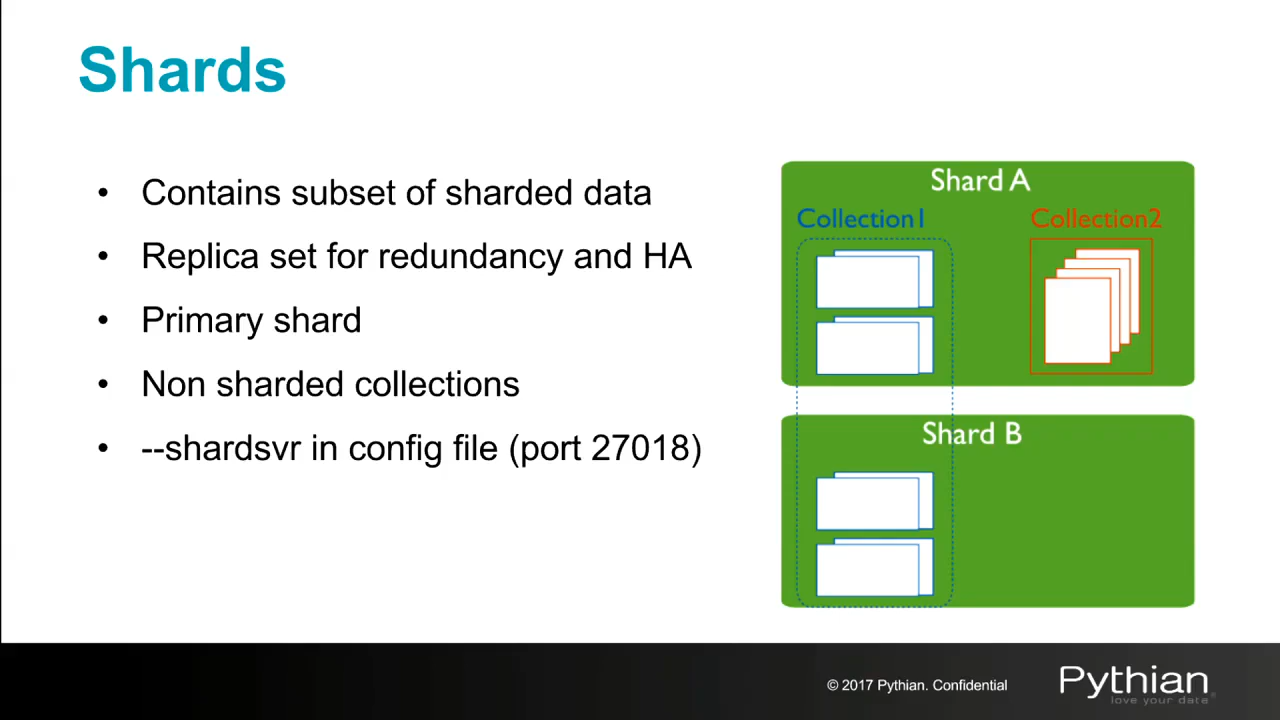 Shards
• Contains subset of sharded data
• Replica set for redundancy and HA
• Primary shard
• Non sharded collections
• --shardsvr in config file (port 27018)
Shard A
Collection1
Collection2
Shard B
© 2017 Pythian. Confidential
Pythian
love your data